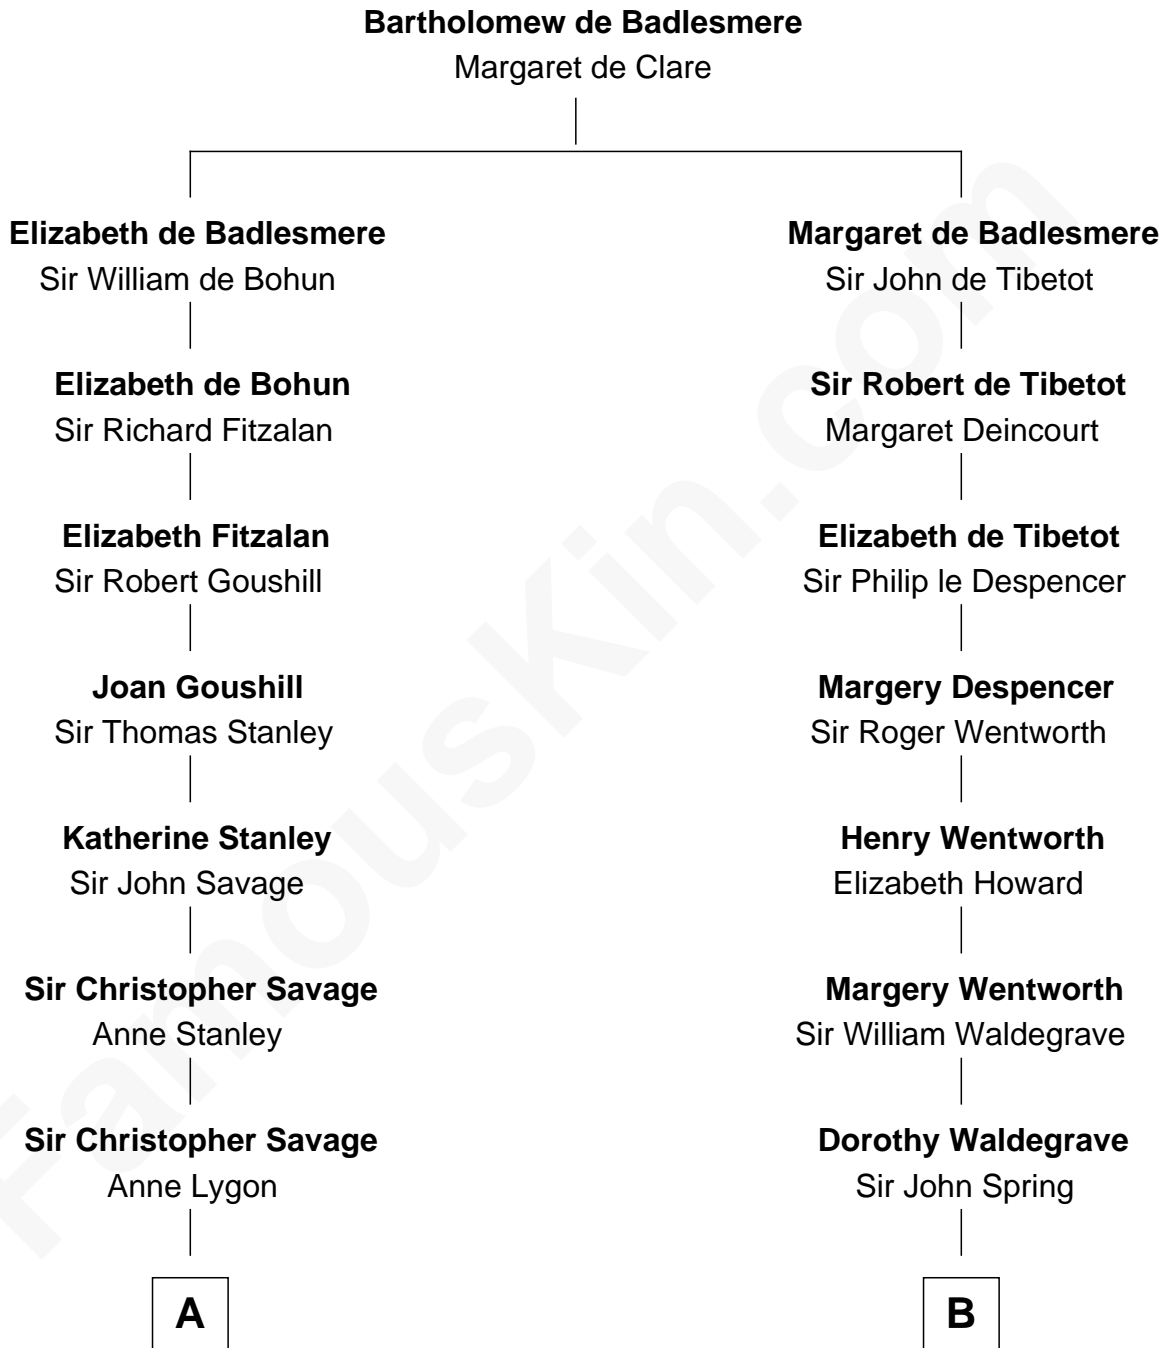 Bartholomew de Badlesmere
Margaret de Clare
Elizabeth de Badlesmere
Sir William de Bohun
Elizabeth de Bohun
Sir Richard Fitzalan
Elizabeth Fitzalan
Sir Robert Goushill
Joan Goushill
Sir Thomas Stanley
Katherine Stanley
Sir John Savage
Sir Christopher Savage
Anne Stanley
Sir Christopher Savage
Anne Lygon
A
Margaret de Badlesmere
Sir John de Tibetot
Sir Robert de Tibetot
Margaret Deincourt
Elizabeth de Tibetot
Sir Philip le Despencer
Margery Despencer
Sir Roger Wentworth
Henry Wentworth
Elizabeth Howard
Margery Wentworth
Sir William Waldegrave
Dorothy Waldegrave
Sir John Spring
B
FamousKin.com